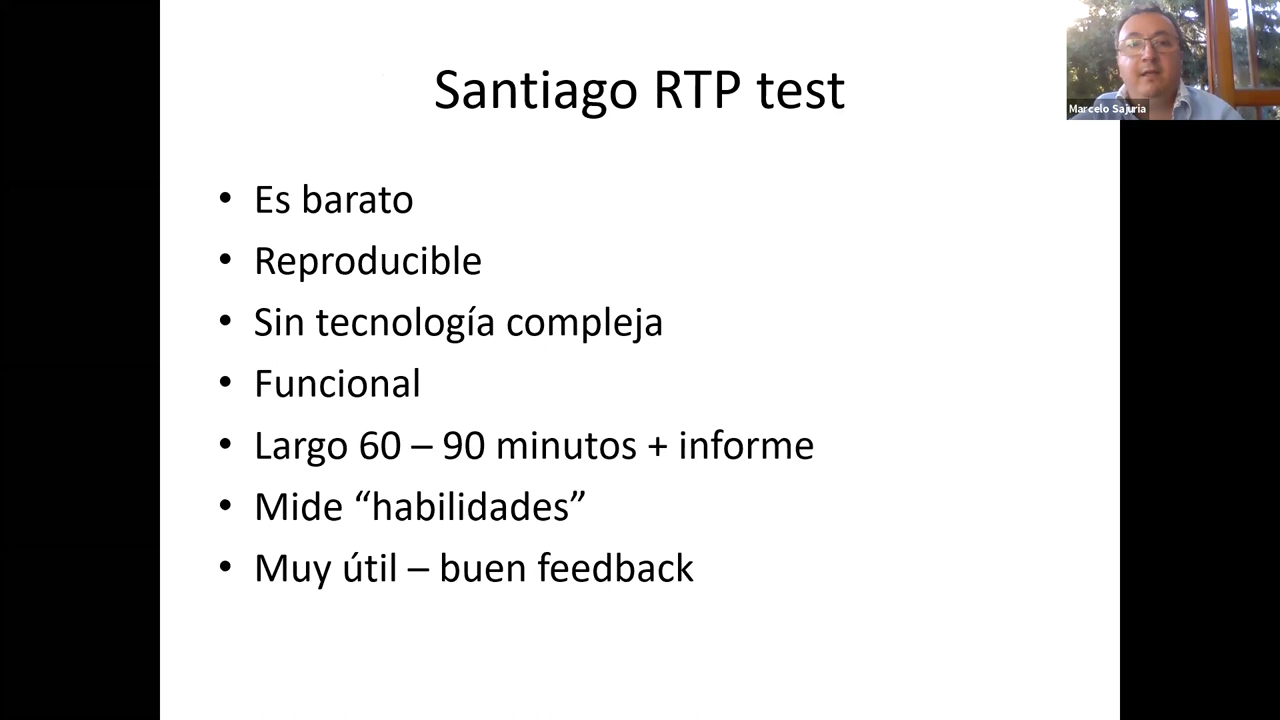 Santiago RTP test
Marcelo Sajuria
• Es barato
• Reproducible
• Sin tecnología compleja
• Funcional
• Largo 60 – 90 minutos + informe
• Mide “habilidades”
• Muy útil – buen feedback